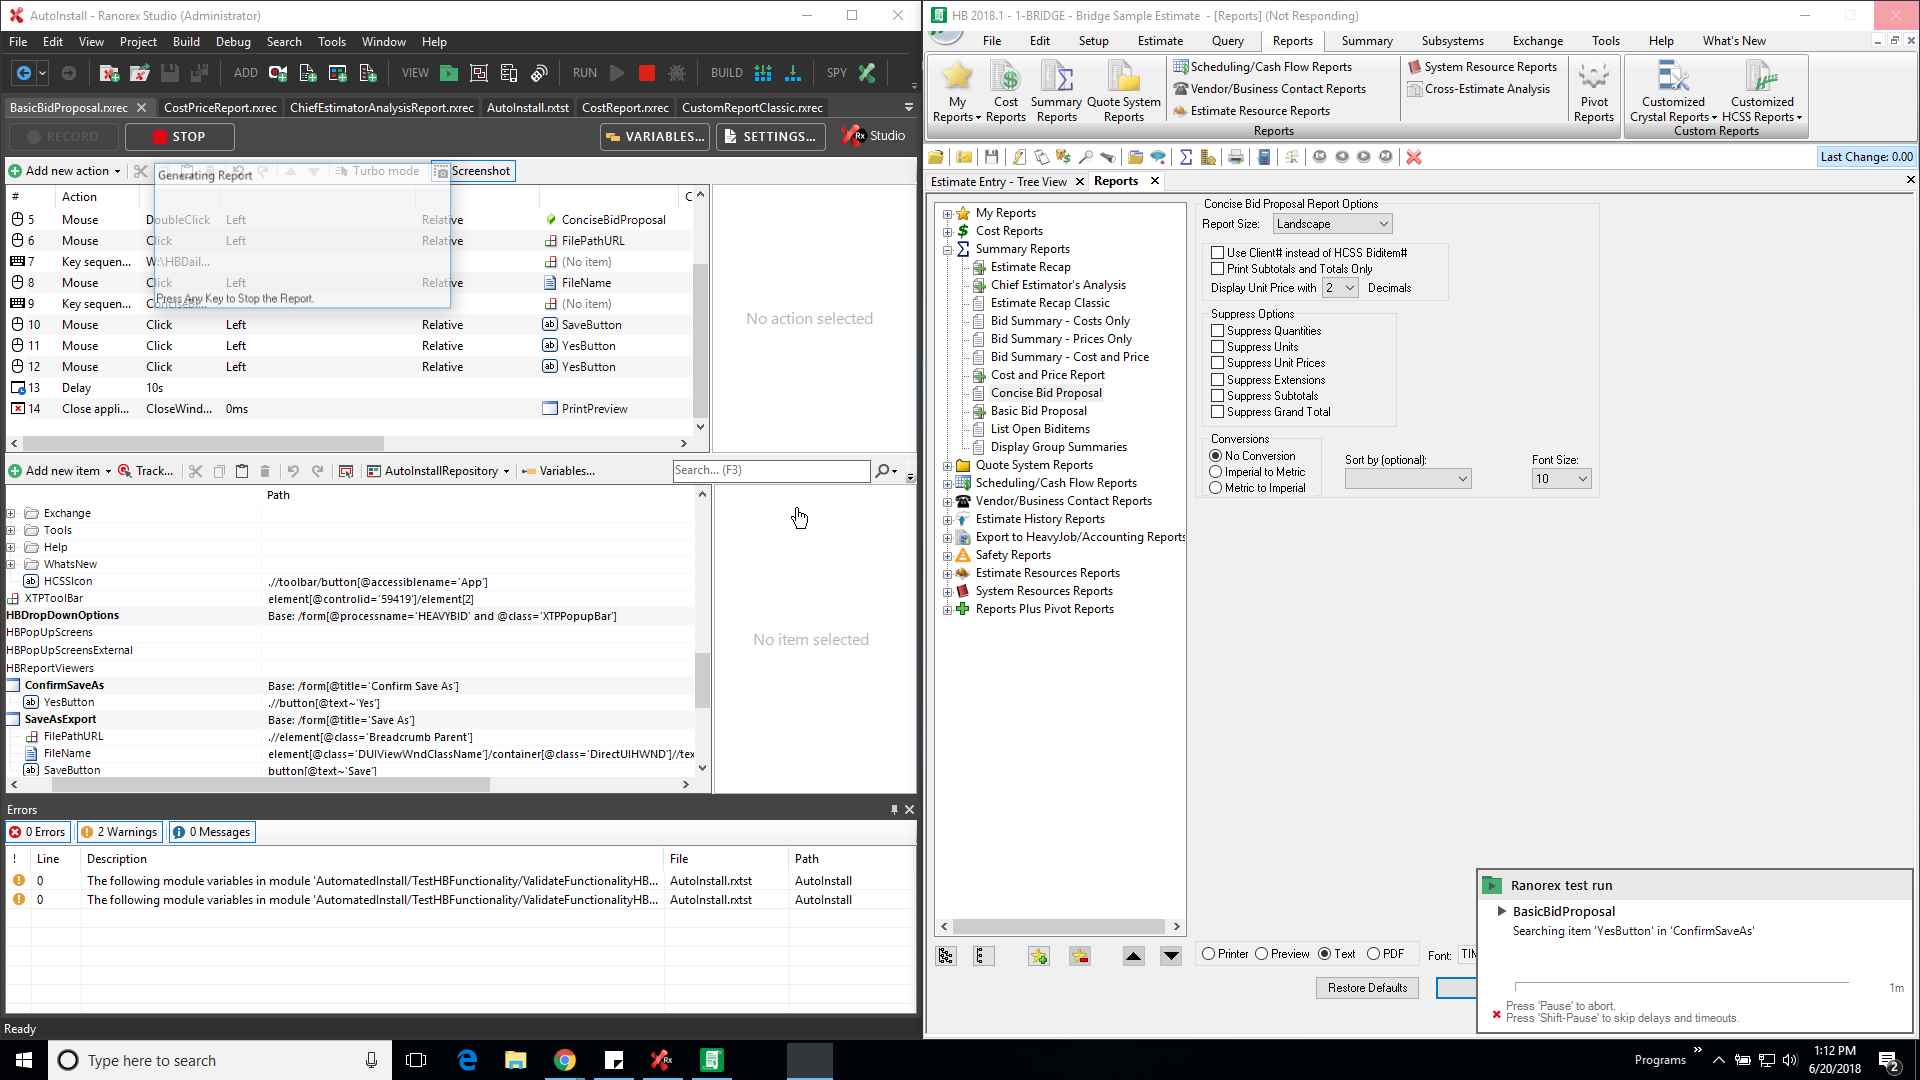 AutoInstall - Ranorex Studio (Administrator)
File Edit View Project Build Debug Search Tools Window Help
ADD VIEW RUN BUILD SPY
BasicBidProposal.rxrec CostPriceReport.rxrec ChiefEstimatorAnalysisReport.rxrec AutoInstall.rxtst CostReport.rxrec CustomReportClassic.rxrec
RECORD STOP VARIABLES... SETTINGS... Rx Studio
Add new action Turbo mode Screenshot
Generating Report
# Action C
5 Mouse DoubleClick Left Relative ConciseBidProposal
6 Mouse Click Left Relative FilePathURL
7 Key sequen... W:\HBDail... (No item)
8 Mouse Click Left Relative FileName
Press Any Key to Stop the Report.
9 Key sequen... (No item)
10 Mouse Click Left Relative SaveButton
11 Mouse Click Left Relative YesButton
12 Mouse Click Left Relative YesButton
13 Delay 10s
14 Close appli... CloseWind... 0ms PrintPreview
No action selected
Add new item Track... AutoInstallRepository Variables... Search... (F3)
Path
Exchange
Tools
Help
WhatsNew
HCSSIcon .//toolbar/button[@accessiblename='App']
XTPToolBar element[@controlid='59419']/element[2]
HBDropDownOptions Base: /form[@processname='HEAVYBID' and @class='XTPPopupBar']
HBPopUpScreens
HBPopUpScreensExternal
HBReportViewers
ConfirmSaveAs Base: /form[@title='Confirm Save As']
YesButton .//button[@text~'Yes']
SaveAsExport Base: /form[@title='Save As']
FilePathURL .//element[@class='Breadcrumb Parent']
FileName element[@class='DUIViewWndClassName']/container[@class='DirectUIHWND']//tex
SaveButton button[@text~'Save']
No item selected
Errors
0 Errors 2 Warnings 0 Messages
! Line Description File Path
0 The following module variables in module 'AutomatedInstall/TestHBFunctionality/ValidateFunctionalityHB... AutoInstall.rxtst AutoInstall
0 The following module variables in module 'AutomatedInstall/TestHBFunctionality/ValidateFunctionalityHB... AutoInstall.rxtst AutoInstall
Ready
HB 2018.1 - 1-BRIDGE - Bridge Sample Estimate - [Reports] (Not Responding)
File Edit Setup Estimate Query Reports Summary Subsystems Exchange Tools Help What's New
My Reports
Cost Reports
Summary Reports
Quote System Reports
Scheduling/Cash Flow Reports
Vendor/Business Contact Reports
Estimate Resource Reports
System Resource Reports
Cross-Estimate Analysis
Pivot Reports
Customized Crystal Reports
Customized HCSS Reports
Reports Custom Reports
Last Change: 0.00
Estimate Entry - Tree View Reports
My Reports
Cost Reports
Summary Reports
Estimate Recap
Chief Estimator's Analysis
Estimate Recap Classic
Bid Summary - Costs Only
Bid Summary - Prices Only
Bid Summary - Cost and Price
Cost and Price Report
Concise Bid Proposal
Basic Bid Proposal
List Open Biditems
Display Group Summaries
Quote System Reports
Scheduling/Cash Flow Reports
Vendor/Business Contact Reports
Estimate History Reports
Export to HeavyJob/Accounting Reports
Safety Reports
Estimate Resources Reports
System Resources Reports
Reports Plus Pivot Reports
Concise Bid Proposal Report Options
Report Size: Landscape
Use Client# instead of HCSS Biditem#
Print Subtotals and Totals Only
Display Unit Price with 2 Decimals
Suppress Options
Suppress Quantities
Suppress Units
Suppress Unit Prices
Suppress Extensions
Suppress Subtotals
Suppress Grand Total
Conversions
No Conversion
Imperial to Metric
Metric to Imperial
Sort by (optional):
Font Size:
10
Printer Preview Text PDF Font:
Restore Defaults
Ranorex test run
BasicBidProposal
Searching item 'YesButton' in 'ConfirmSaveAs'
1m
Press 'Pause' to abort.
Press 'Shift-Pause' to skip delays and timeouts.
Type here to search
Programs
1:12 PM
6/20/2018
2